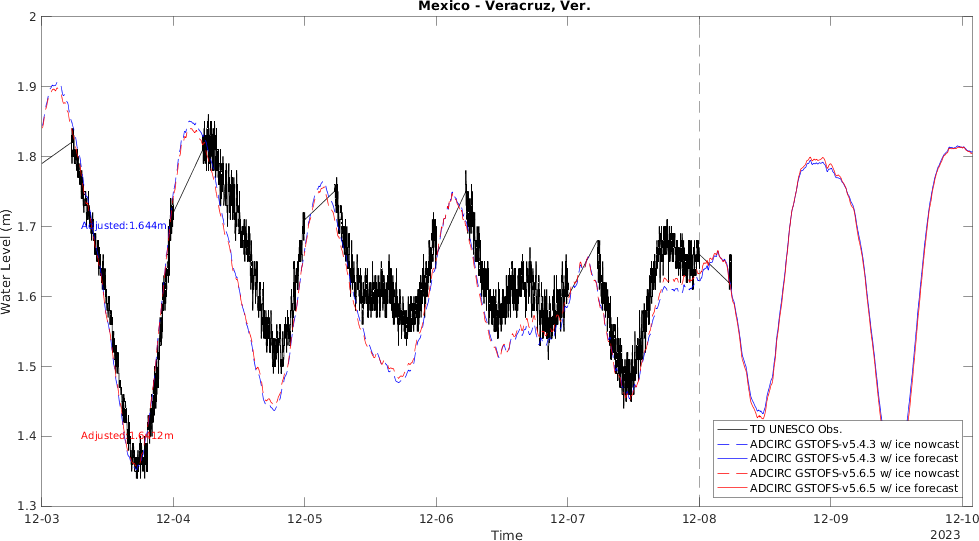 Mexico - Veracruz, Ver.
2
1.9
1.8
1.7
1.6
1.5
1.4
1.3
Water Level (m)
Adjusted:1.644m
TD UNESCO Obs.
ADCIRC GSTOFS-v5.4.3 w/ ice nowcast
ADCIRC GSTOFS-v5.4.3 w/ ice forecast
ADCIRC GSTOFS-v5.6.5 w/ ice nowcast
ADCIRC GSTOFS-v5.6.5 w/ ice forecast
12-03 12-04 12-05 12-06 12-07 12-08 12-09 12-10
Time
2023